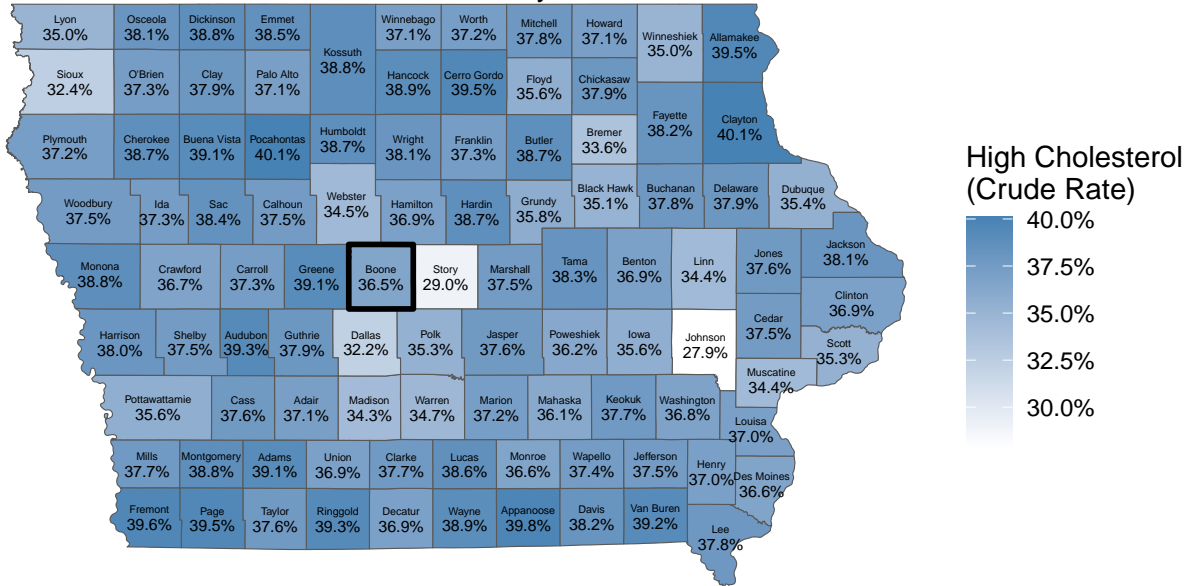 Lyon
35.0%
Osceola
38.1%
Dickinson
38.8%
Emmet
38.5%
Kossuth
38.8%
Winnebago
37.1%
Worth
37.2%
Mitchell
37.8%
Howard
37.1%
Winneshiek
35.0%
Allamakee
39.5%
Sioux
32.4%
O'Brien
37.3%
Clay
37.9%
Palo Alto
37.1%
Hancock
38.9%
Cerro Gordo
39.5%
Floyd
35.6%
Chickasaw
37.9%
Fayette
38.2%
Clayton
40.1%
Plymouth
37.2%
Cherokee
38.7%
Buena Vista
39.1%
Pocahontas
40.1%
Humboldt
38.7%
Wright
38.1%
Franklin
37.3%
Butler
38.7%
Bremer
33.6%
Woodbury
37.5%
Ida
37.3%
Sac
38.4%
Calhoun
37.5%
Webster
34.5%
Hamilton
36.9%
Hardin
38.7%
Grundy
35.8%
Black Hawk
35.1%
Buchanan
37.8%
Delaware
37.9%
Dubuque
35.4%
Monona
38.8%
Crawford
36.7%
Carroll
37.3%
Greene
39.1%
Boone
36.5%
Story
29.0%
Marshall
37.5%
Tama
38.3%
Benton
36.9%
Linn
34.4%
Jones
37.6%
Jackson
38.1%
Clinton
36.9%
Harrison
38.0%
Shelby
37.5%
Audubon
39.3%
Guthrie
37.9%
Dallas
32.2%
Polk
35.3%
Jasper
37.6%
Poweshiek
36.2%
Iowa
35.6%
Johnson
27.9%
Cedar
37.5%
Scott
35.3%
Muscatine
34.4%
Pottawattamie
35.6%
Cass
37.6%
Adair
37.1%
Madison
34.3%
Warren
34.7%
Marion
37.2%
Mahaska
36.1%
Keokuk
37.7%
Washington
36.8%
Louisa
37.0%
Mills
37.7%
Montgomery
38.8%
Adams
39.1%
Union
36.9%
Clarke
37.7%
Lucas
38.6%
Monroe
36.6%
Wapello
37.4%
Jefferson
37.5%
Henry
37.0%
Des Moines
36.6%
Fremont
39.6%
Page
39.5%
Taylor
37.6%
Ringgold
39.3%
Decatur
36.9%
Wayne
38.9%
Appanoose
39.8%
Davis
38.2%
Van Buren
39.2%
Lee
37.8%
High Cholesterol
(Crude Rate)
40.0%
37.5%
35.0%
32.5%
30.0%